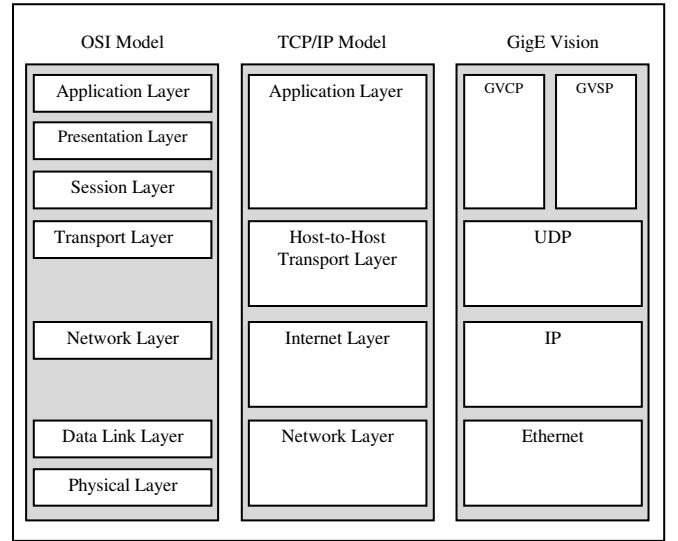 OSI Model
TCP/IP Model
GigE Vision
Application Layer
Presentation Layer
Session Layer
Transport Layer
Network Layer
Data Link Layer
Physical Layer
Application Layer
Host-to-Host
Transport Layer
Internet Layer
Network Layer
GVCP
GVSP
UDP
IP
Ethernet